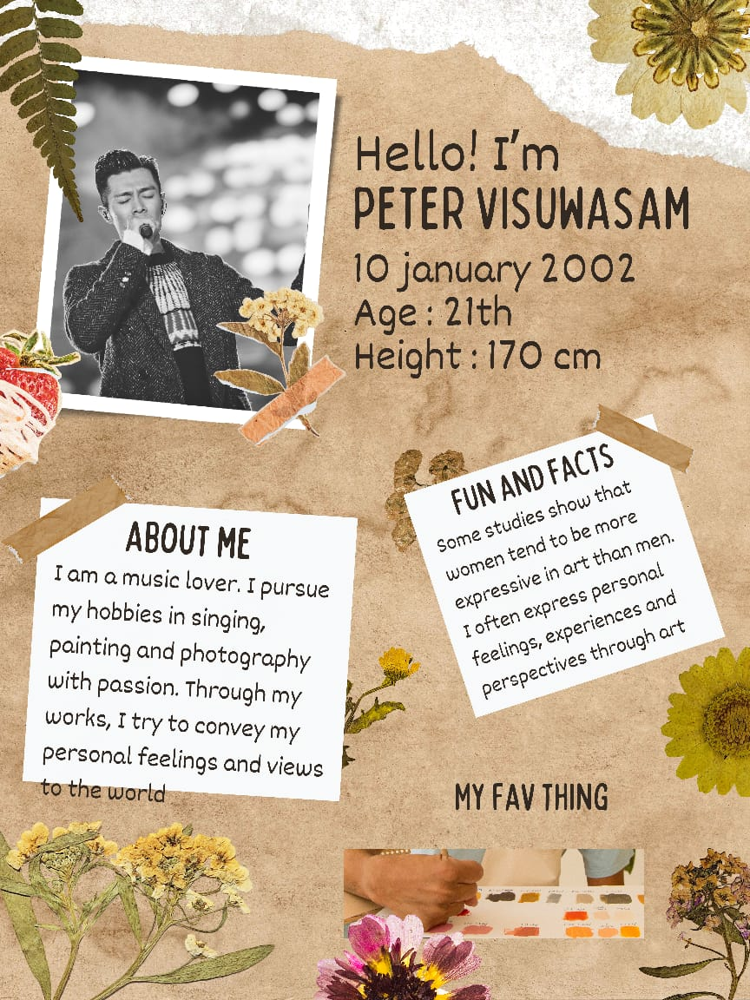 Hello! I'm
PETER VISUWASAM
10 january 2002
Age : 21th
Height : 170 cm
FUN AND FACTS
Some studies show that
women tend to be more
expressive in art than men.
I often express personal
feelings, experiences and
perspectives through art
ABOUT ME
I am a music lover. I pursue
my hobbies in singing,
painting and photography
with passion. Through my
works, I try to convey my
personal feelings and views
to the world
MY FAV THING